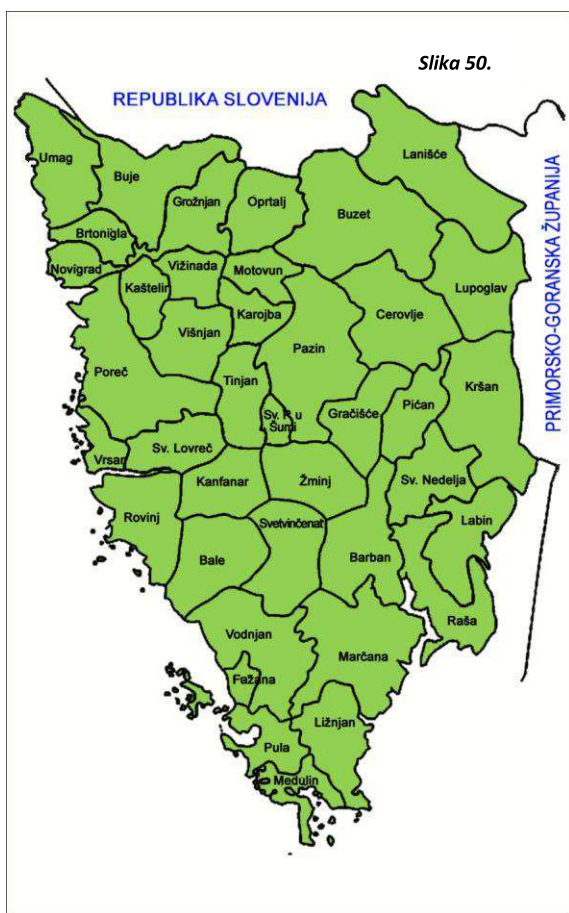 Slika 50.
REPUBLIKA SLOVENIJA
PRIMORSKO-GORANSKA ŽUPANIJA
Umag
Buje
Grožnjan
Oprtalj
Buzet
Lanišće
Brtonigla
Novigrad
Kaštelir
Vižinada
Motovun
Karojba
Višnjan
Cerovlje
Lupoglav
Poreč
Tinjan
Pazin
Sv. P. u
Šumi
Gračišće
Pićan
Kršan
Vrsar
Sv. Lovreč
Kanfanar
Žminj
Sv. Nedelja
Labin
Rovinj
Svetvinčenat
Bale
Barban
Raša
Vodnjan
Marčana
Fažana
Ližnjan
Pula
Medulin